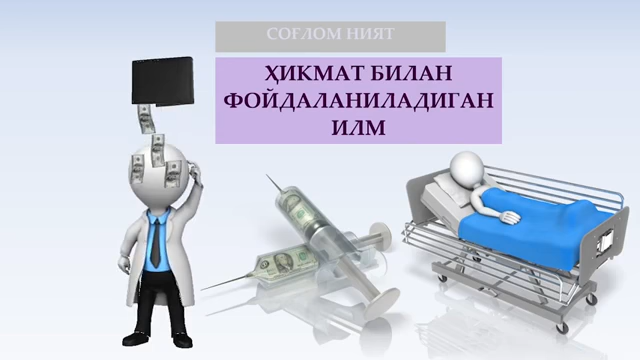 СОҒЛОМ НИЯТ
ҲИКМАТ БИЛАН
ФОЙДАЛАНИЛАДИГАН
ИЛМ